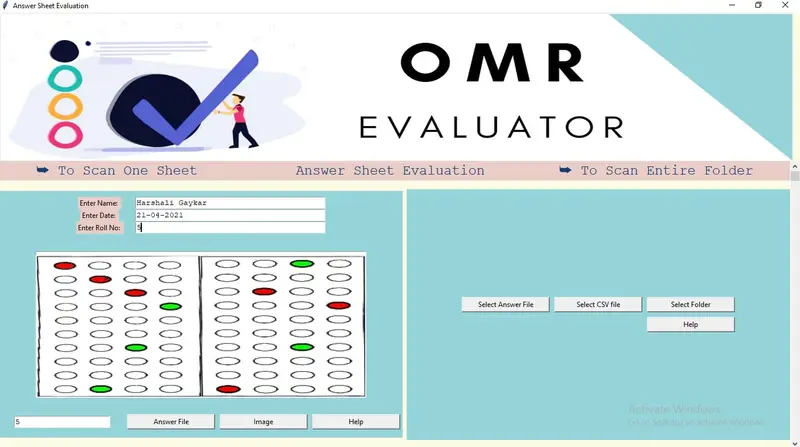 Answer Sheet Evaluation
OMR
EVALUATOR
➥ To Scan One Sheet
Answer Sheet Evaluation
➥ To Scan Entire Folder
Enter Name:
Harshali Gaykar
Enter Date:
21-04-2021
Enter Roll No:
5
Select Answer File
Select CSV file
Select Folder
Help
5
Answer File
Image
Help
Activate Windows
Go to Settings to activate Windows.